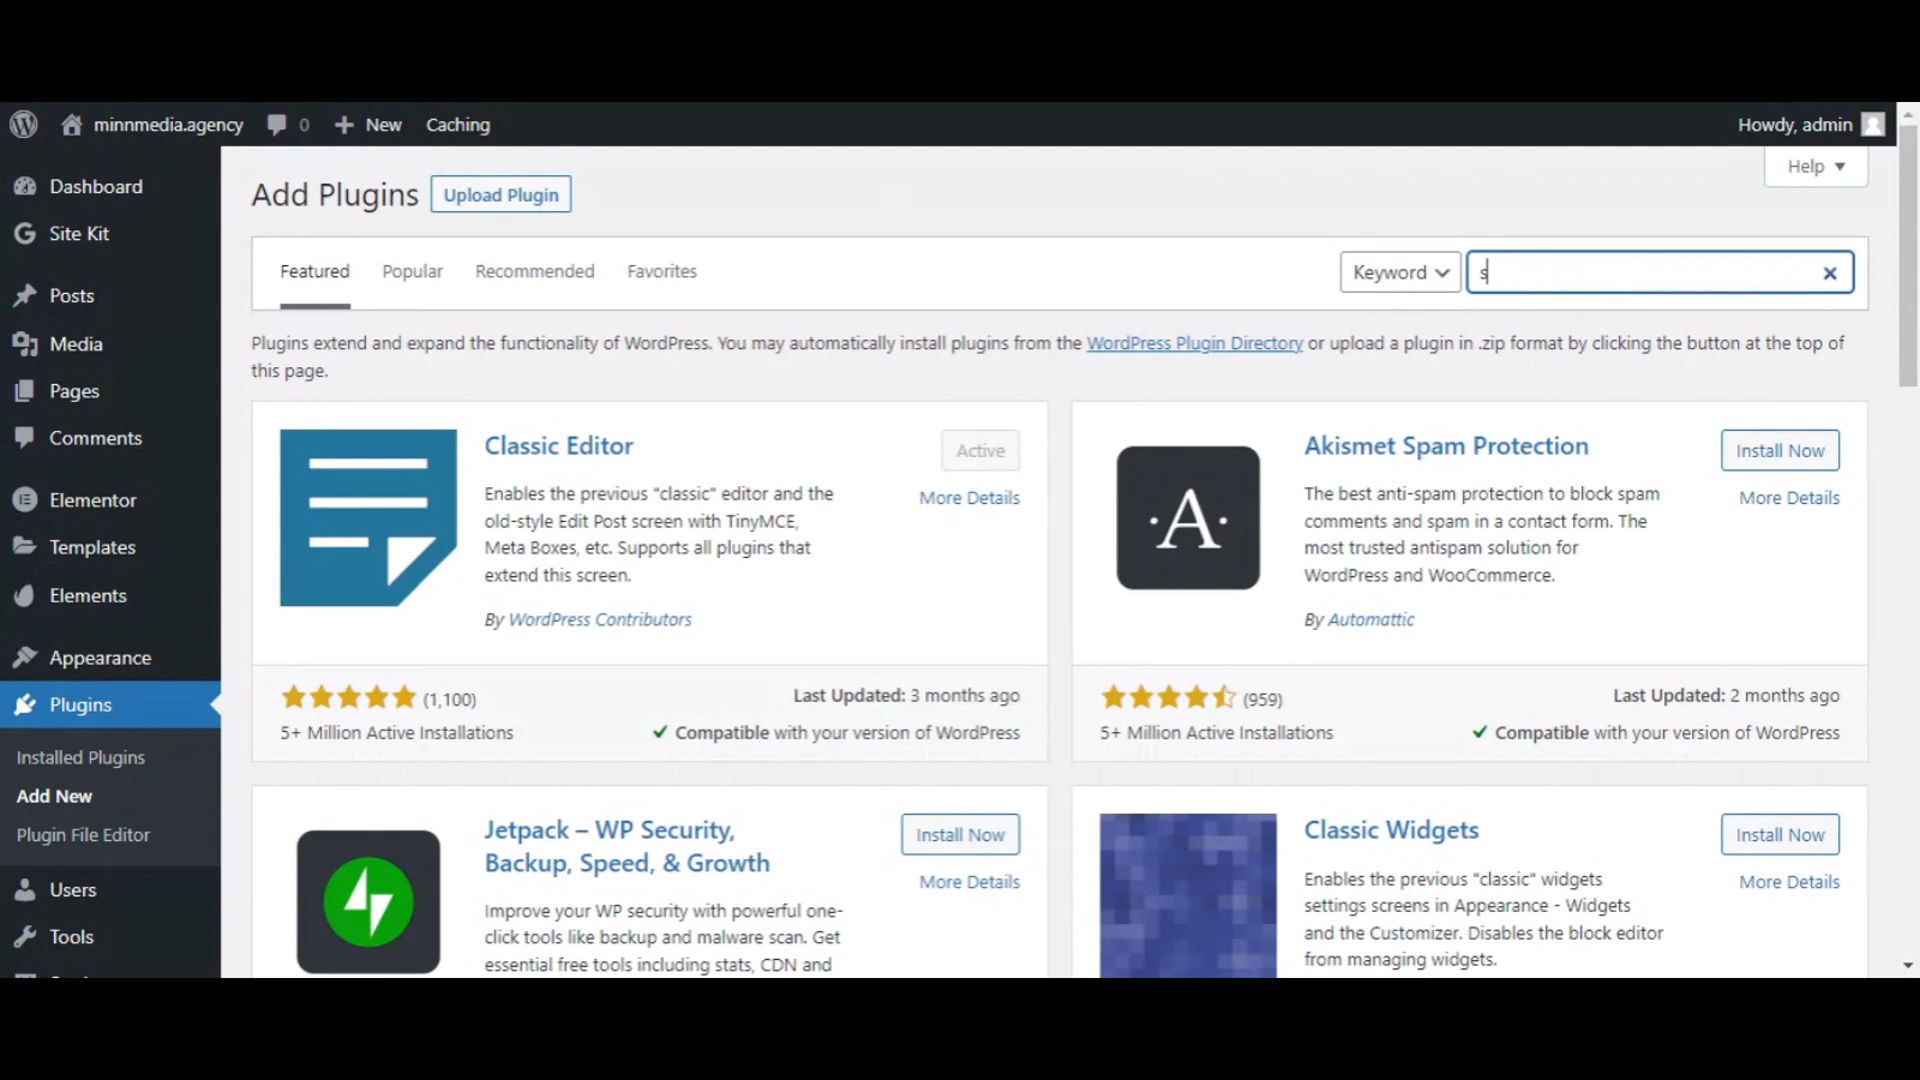 minnmedia.agency 0 New Caching Howdy, admin
Help
Dashboard
Site Kit
Posts
Media
Pages
Comments
Elementor
Templates
Elements
Appearance
Plugins
Installed Plugins
Add New
Plugin File Editor
Users
Tools
Add Plugins Upload Plugin
Featured Popular Recommended Favorites Keyword s
Plugins extend and expand the functionality of WordPress. You may automatically install plugins from the WordPress Plugin Directory or upload a plugin in .zip format by clicking the button at the top of
this page.
Classic Editor
Active
More Details
Enables the previous "classic" editor and the
old-style Edit Post screen with TinyMCE,
Meta Boxes, etc. Supports all plugins that
extend this screen.
By WordPress Contributors
(1,100)
Last Updated: 3 months ago
5+ Million Active Installations
Compatible with your version of WordPress
A
Akismet Spam Protection
Install Now
More Details
The best anti-spam protection to block spam
comments and spam in a contact form. The
most trusted antispam solution for
WordPress and WooCommerce.
By Automattic
(959)
Last Updated: 2 months ago
5+ Million Active Installations
Compatible with your version of WordPress
Jetpack – WP Security,
Backup, Speed, & Growth
Install Now
More Details
Improve your WP security with powerful one-
click tools like backup and malware scan. Get
essential free tools including stats, CDN and
Classic Widgets
Install Now
More Details
Enables the previous "classic" widgets
settings screens in Appearance - Widgets
and the Customizer. Disables the block editor
from managing widgets.